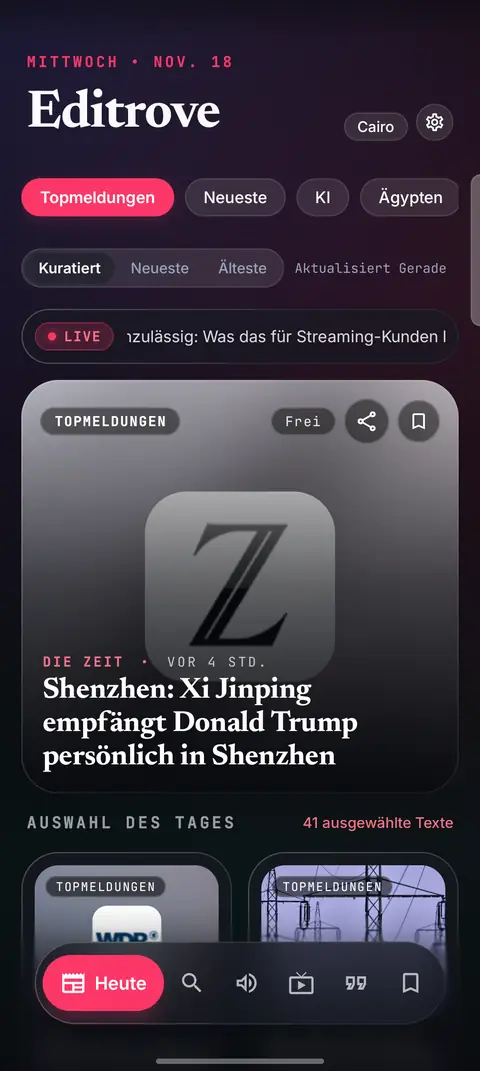 MITTWOCH • NOV. 18
Editrove
Cairo
Topmeldungen Neueste KI Ägypten
Kuratiert Neueste Älteste Aktualisiert Gerade
LIVE nzulässig: Was das für Streaming-Kunden
TOPMELDUNGEN Frei
Z
DIE ZEIT • VOR 4 STD.
Shenzhen: Xi Jinping
empfängt Donald Trump
persönlich in Shenzhen
AUSWAHL DES TAGES 41 ausgewählte Texte
TOPMELDUNGEN TOPMELDUNGEN
WDR
Heute